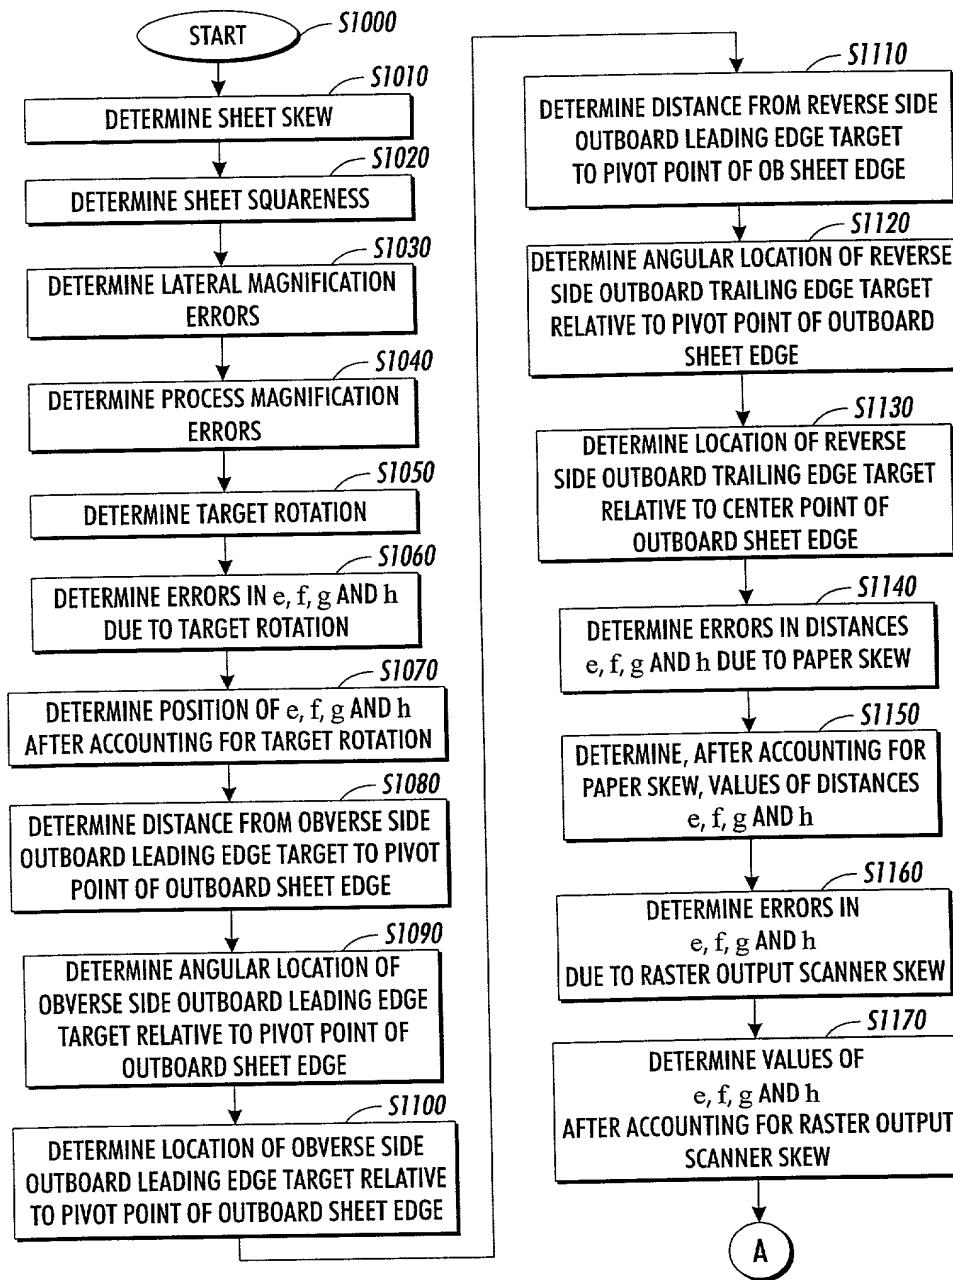 START
S1000
S1010
DETERMINE SHEET SKEW
S1020
DETERMINE SHEET SQUARENESS
S1030
DETERMINE LATERAL MAGNIFICATION
ERRORS
S1040
DETERMINE PROCESS MAGNIFICATION
ERRORS
S1050
DETERMINE TARGET ROTATION
S1060
DETERMINE ERRORS IN e, f, g AND h
DUE TO TARGET ROTATION
S1070
DETERMINE POSITION OF e, f, g AND h
AFTER ACCOUNTING FOR TARGET ROTATION
S1080
DETERMINE DISTANCE FROM OBVERSE SIDE
OUTBOARD LEADING EDGE TARGET TO PIVOT
POINT OF OUTBOARD SHEET EDGE
S1090
DETERMINE ANGULAR LOCATION OF
OBVERSE SIDE OUTBOARD LEADING EDGE
TARGET RELATIVE TO PIVOT POINT OF
OUTBOARD SHEET EDGE
S1100
DETERMINE LOCATION OF OBVERSE SIDE
OUTBOARD LEADING EDGE TARGET RELATIVE
TO PIVOT POINT OF OUTBOARD SHEET EDGE
S1110
DETERMINE DISTANCE FROM REVERSE SIDE
OUTBOARD LEADING EDGE TARGET
TO PIVOT POINT OF OB SHEET EDGE
S1120
DETERMINE ANGULAR LOCATION OF REVERSE
SIDE OUTBOARD TRAILING EDGE TARGET
RELATIVE TO PIVOT POINT OF OUTBOARD
SHEET EDGE
S1130
DETERMINE LOCATION OF REVERSE
SIDE OUTBOARD TRAILING EDGE TARGET
RELATIVE TO CENTER POINT OF
OUTBOARD SHEET EDGE
S1140
DETERMINE ERRORS IN DISTANCES
e, f, g AND h DUE TO PAPER SKEW
S1150
DETERMINE, AFTER ACCOUNTING FOR
PAPER SKEW, VALUES OF DISTANCES
e, f, g AND h
S1160
DETERMINE ERRORS IN
e, f, g AND h
DUE TO RASTER OUTPUT SCANNER SKEW
S1170
DETERMINE VALUES OF
e, f, g AND h
AFTER ACCOUNTING FOR RASTER OUTPUT
SCANNER SKEW
A